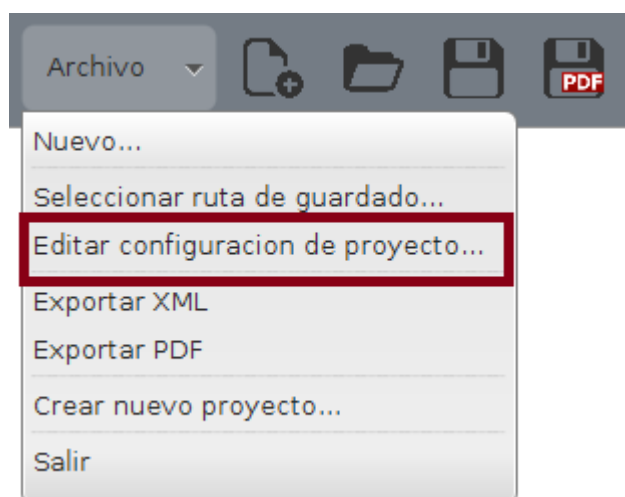 Archivo
PDF
Nuevo...
Seleccionar ruta de guardado...
Editar configuracion de proyecto...
Exportar XML
Exportar PDF
Crear nuevo proyecto...
Salir